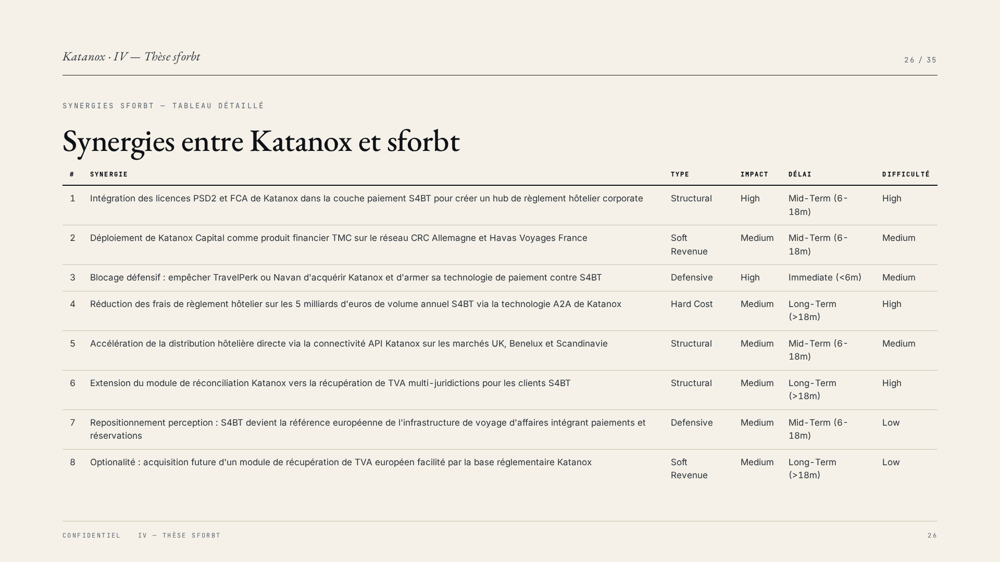 Katanox · IV — Thèse sforbt
26 / 35
SYNERGIES SFORBT — TABLEAU DÉTAILLÉ
Synergies entre Katanox et sforbt
# SYNERGIE TYPE IMPACT DÉLAI DIFFICULTÉ
1 Intégration des licences PSD2 et FCA de Katanox dans la couche paiement S4BT pour créer un hub de règlement hôtelier corporate Structural High Mid-Term (6-
18m) High
2 Déploiement de Katanox Capital comme produit financier TMC sur le réseau CRC Allemagne et Havas Voyages France Soft
Revenue Medium Mid-Term (6-
18m) Medium
3 Blocage défensif : empêcher TravelPerk ou Navan d'acquérir Katanox et d'armer sa technologie de paiement contre S4BT Defensive High Immediate (<6m) Medium
4 Réduction des frais de règlement hôtelier sur les 5 milliards d'euros de volume annuel S4BT via la technologie A2A de Katanox Hard Cost Medium Long-Term
(>18m) High
5 Accélération de la distribution hôtelière directe via la connectivité API Katanox sur les marchés UK, Benelux et Scandinavie Structural Medium Mid-Term (6-
18m) Medium
6 Extension du module de réconciliation Katanox vers la récupération de TVA multi-juridictions pour les clients S4BT Structural Medium Long-Term
(>18m) High
7 Repositionnement perception : S4BT devient la référence européenne de l'infrastructure de voyage d'affaires intégrant paiements et
réservations Defensive Medium Mid-Term (6-
18m) Low
8 Optionalité : acquisition future d'un module de récupération de TVA européen facilité par la base réglementaire Katanox Soft
Revenue Medium Long-Term
(>18m) Low
CONFIDENTIEL IV — THÈSE SFORBT
26